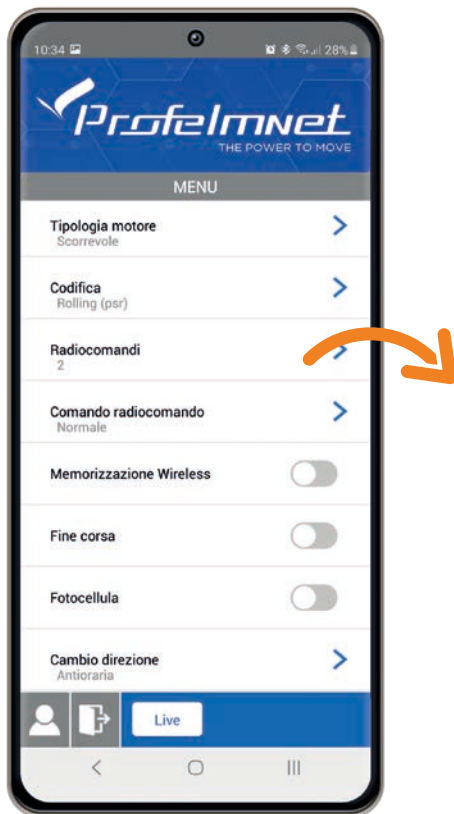 10:34 28%
Profelmnet
THE POWER TO MOVE
MENU
Tipologia motore
Scorrevole
Codifica
Rolling (psr)
Radiocomandi
2
Comando radiocomando
Normale
Memorizzazione Wireless
Fine corsa
Fotocellula
Cambio direzione
Antioraria
Live